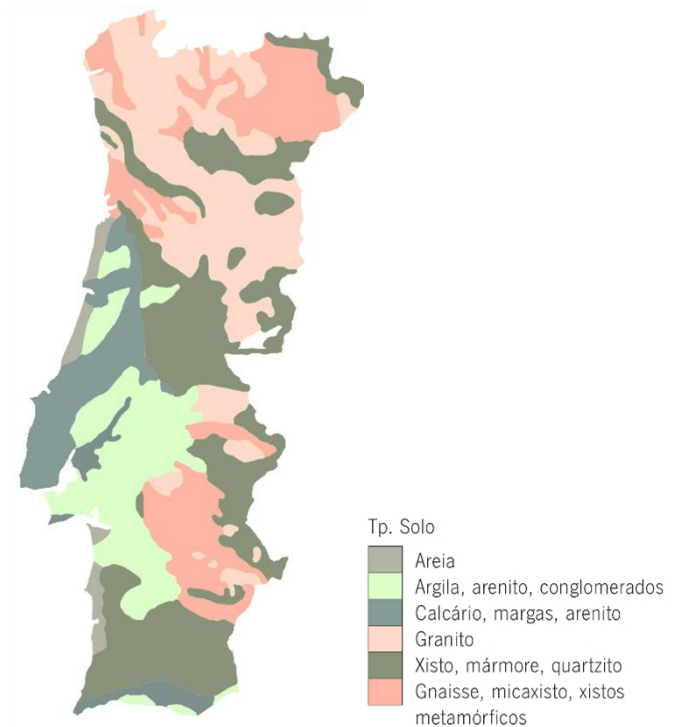 Tp. Solo
Areia
Argila, arenito, conglomerados
Calcário, margas, arenito
Granito
Xisto, mármore, quartzito
Gnaisse, micaxisto, xistos
metamórficos